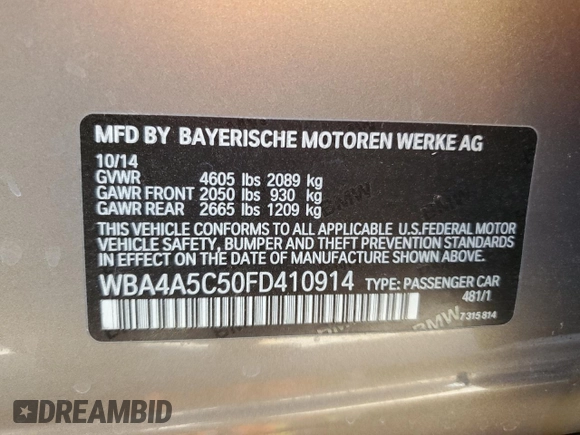 MFD BY BAYERISCHE MOTOREN WERKE AG
10/14
GVWR 4605 lbs 2089 kg
GAWR FRONT 2050 lbs 930 kg
GAWR REAR 2665 lbs 1209 kg
THIS VEHICLE CONFORMS TO ALL APPLICABLE U.S.FEDERAL MOTOR
VEHICLE SAFETY, BUMPER AND THEFT PREVENTION STANDARDS
IN EFFECT ON THE DATE OF MANUFACTURE SHOWN ABOVE.
WBA4A5C50FD410914 TYPE: PASSENGER CAR
481/1
7315814
BMW
BMW
DREAMBID